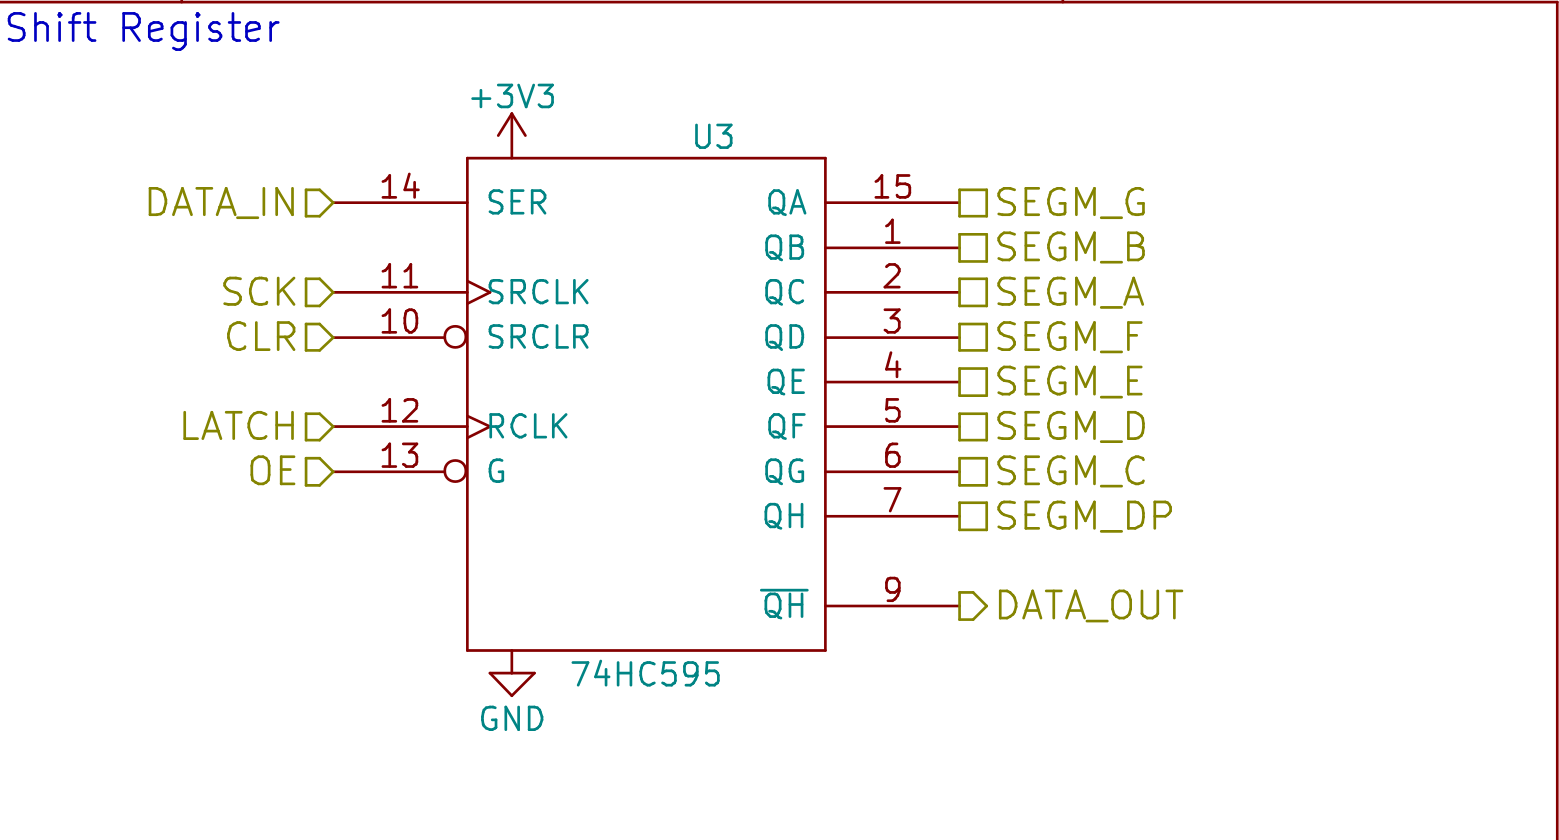 Shift Register
+3V3
U3
DATA_IN 14 SER QA 15 SEGM_G
QB 1 SEGM_B
SCK 11 SRCLK QC 2 SEGM_A
CLR 10 SRCLR QD 3 SEGM_F
QE 4 SEGM_E
LATCH 12 RCLK QF 5 SEGM_D
OE 13 G QG 6 SEGM_C
QH 7 SEGM_DP
Q̅H̅ 9 DATA_OUT
74HC595
GND